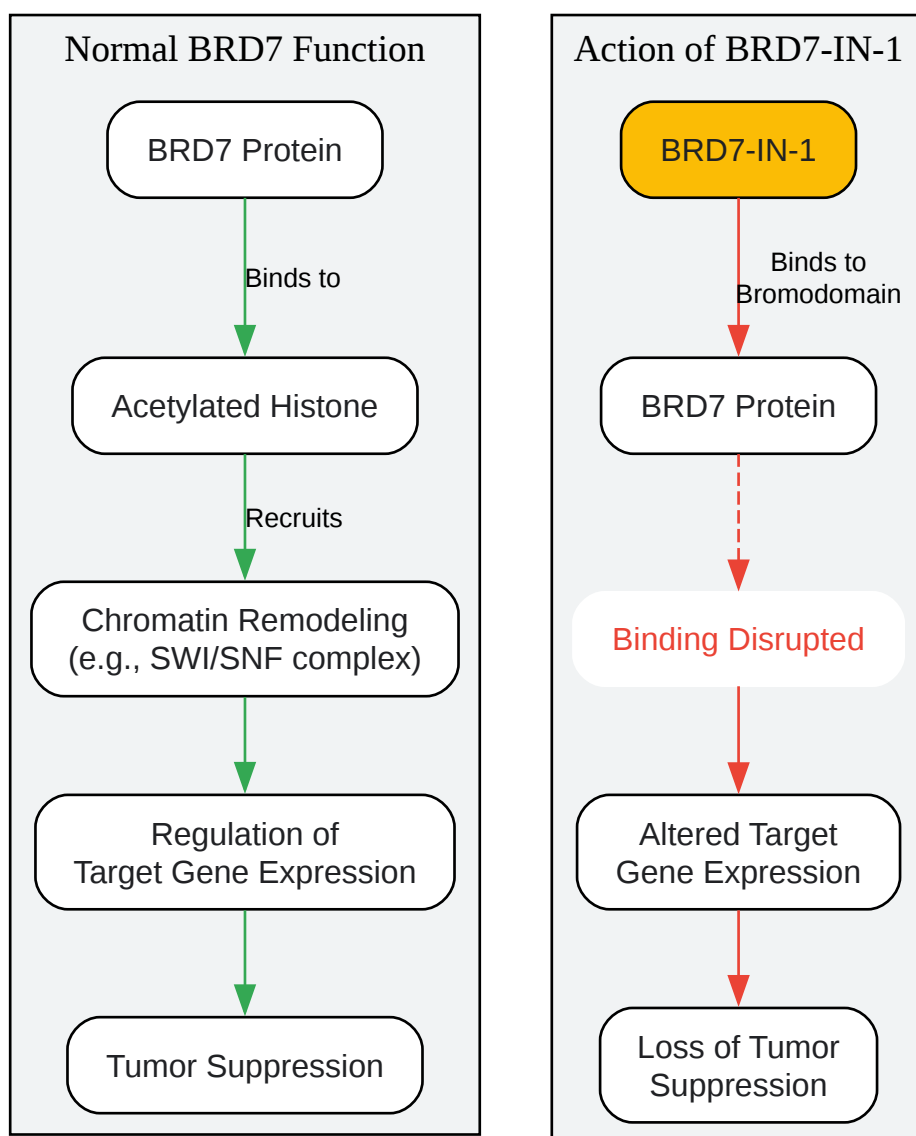 Normal BRD7 Function
BRD7 Protein
Binds to
Acetylated Histone
Recruits
Chromatin Remodeling
(e.g., SWI/SNF complex)
Regulation of
Target Gene Expression
Tumor Suppression
Action of BRD7-IN-1
BRD7-IN-1
Binds to
Bromodomain
BRD7 Protein
Binding Disrupted
Altered Target
Gene Expression
Loss of Tumor
Suppression